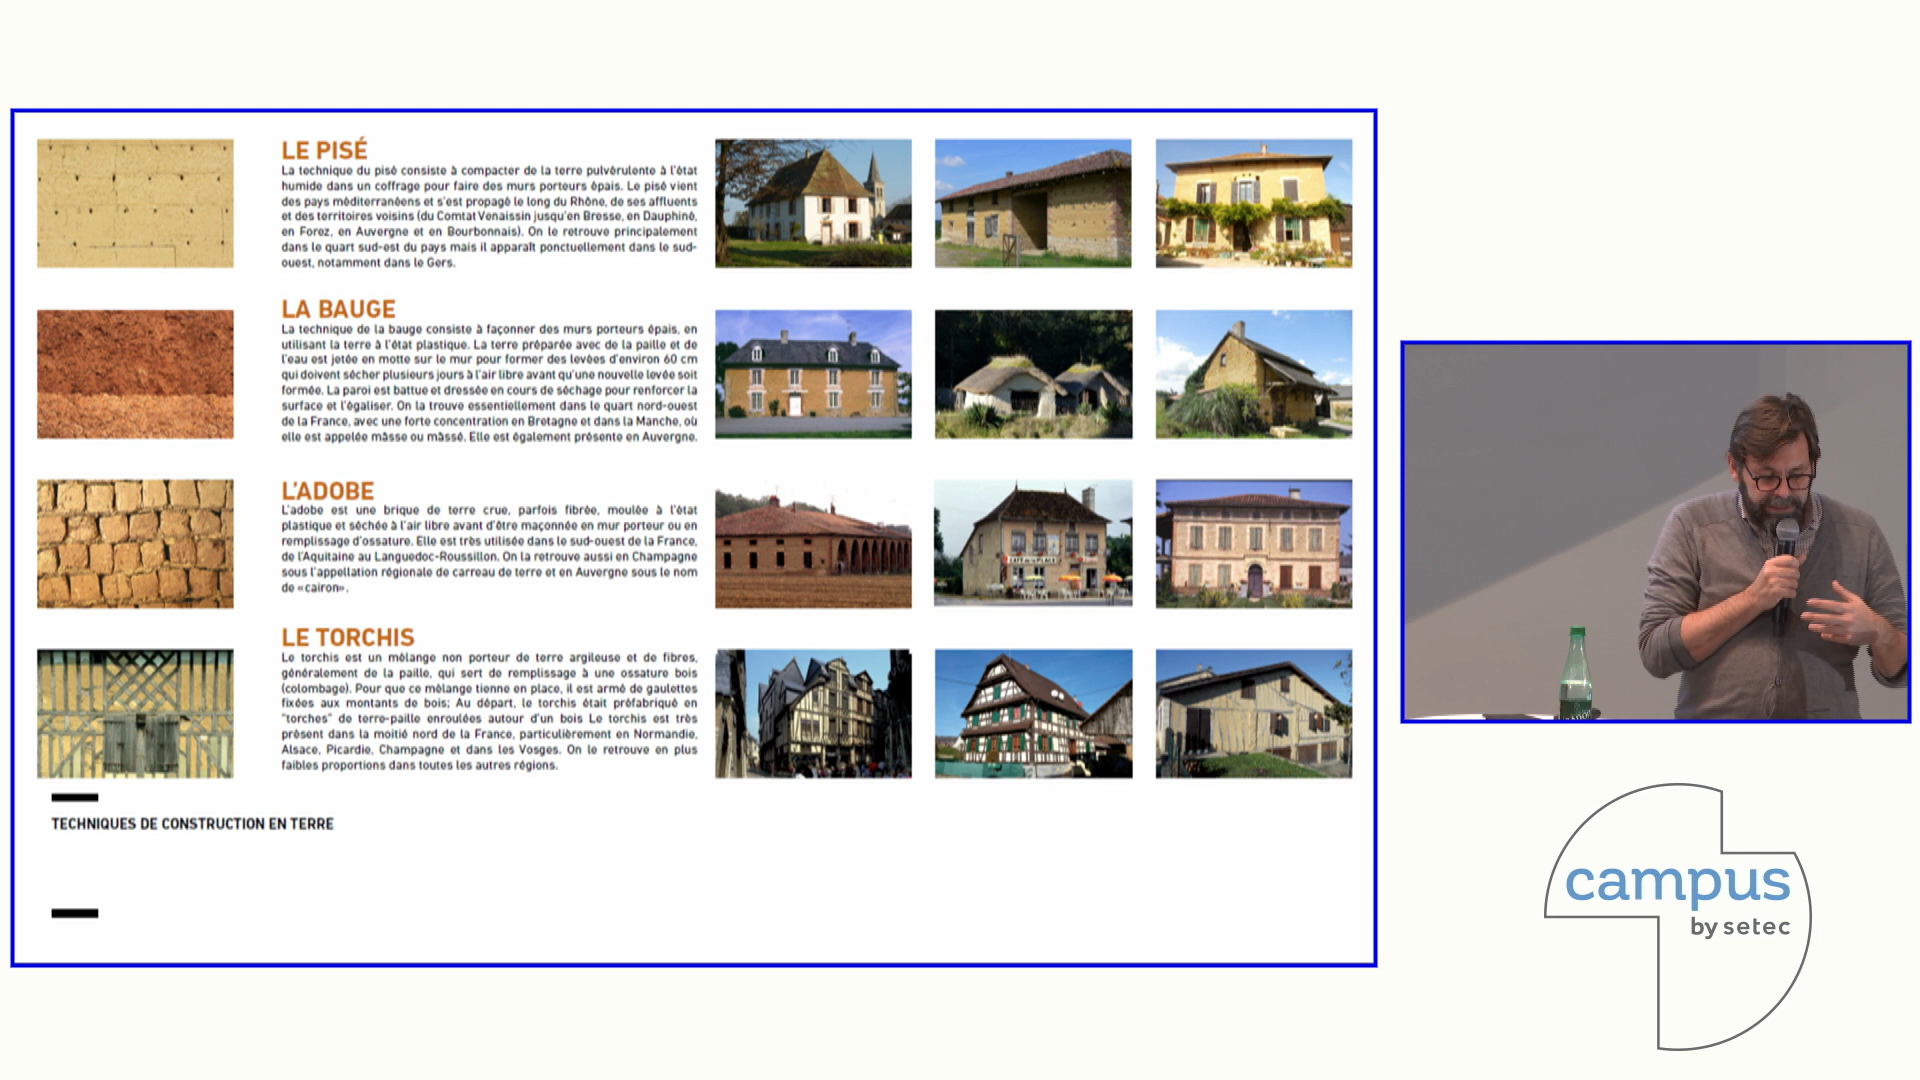 LE PISÉ
La technique du pisé consiste à compacter de la terre pulvérulente à l'état
humide dans un coffrage pour faire des murs porteurs épais. Le pisé vient
des pays méditerranéens et s'est propagé le long du Rhône, de ses affluents
et des territoires voisins (du Comtat Venaissin jusqu'en Bresse, en Dauphiné,
en Forez, en Auvergne et en Bourbonnais). On le retrouve principalement
dans le quart sud-est du pays mais il apparaît ponctuellement dans le sud-
ouest, notamment dans le Gers.
LA BAUGE
La technique de la bauge consiste à façonner des murs porteurs épais, en
utilisant la terre à l'état plastique. La terre préparée avec de la paille et de
l'eau est jetée en motte sur le mur pour former des levées d'environ 60 cm
qui doivent sécher plusieurs jours à l'air libre avant qu'une nouvelle levée soit
formée. La paroi est battue et dressée en cours de séchage pour renforcer la
surface et l'égaliser. On la trouve essentiellement dans le quart nord-ouest
de la France, avec une forte concentration en Bretagne et dans la Manche, où
elle est appelée mâsse ou mâssé. Elle est également présente en Auvergne.
L'ADOBE
L'adobe est une brique de terre crue, parfois fibrée, moulée à l'état
plastique et séchée à l'air libre avant d'être maçonnée en mur porteur ou en
remplissage d'ossature. Elle est très utilisée dans le sud-ouest de la France,
de l'Aquitaine au Languedoc-Roussillon. On la retrouve aussi en Champagne
sous l'appellation régionale de carreau de terre et en Auvergne sous le nom
de «cairon».
CAFE DE LA PLACE
LE TORCHIS
Le torchis est un mélange non porteur de terre argileuse et de fibres,
généralement de la paille, qui sert de remplissage à une ossature bois
(colombage). Pour que ce mélange tienne en place, il est armé de gaulettes
fixées aux montants de bois; Au départ, le torchis était préfabriqué en
"torches" de terre-paille enroulées autour d'un bois Le torchis est très
présent dans la moitié nord de la France, particulièrement en Normandie,
Alsace, Picardie, Champagne et dans les Vosges. On le retrouve en plus
faibles proportions dans toutes les autres régions.
TECHNIQUES DE CONSTRUCTION EN TERRE
campus
by setec